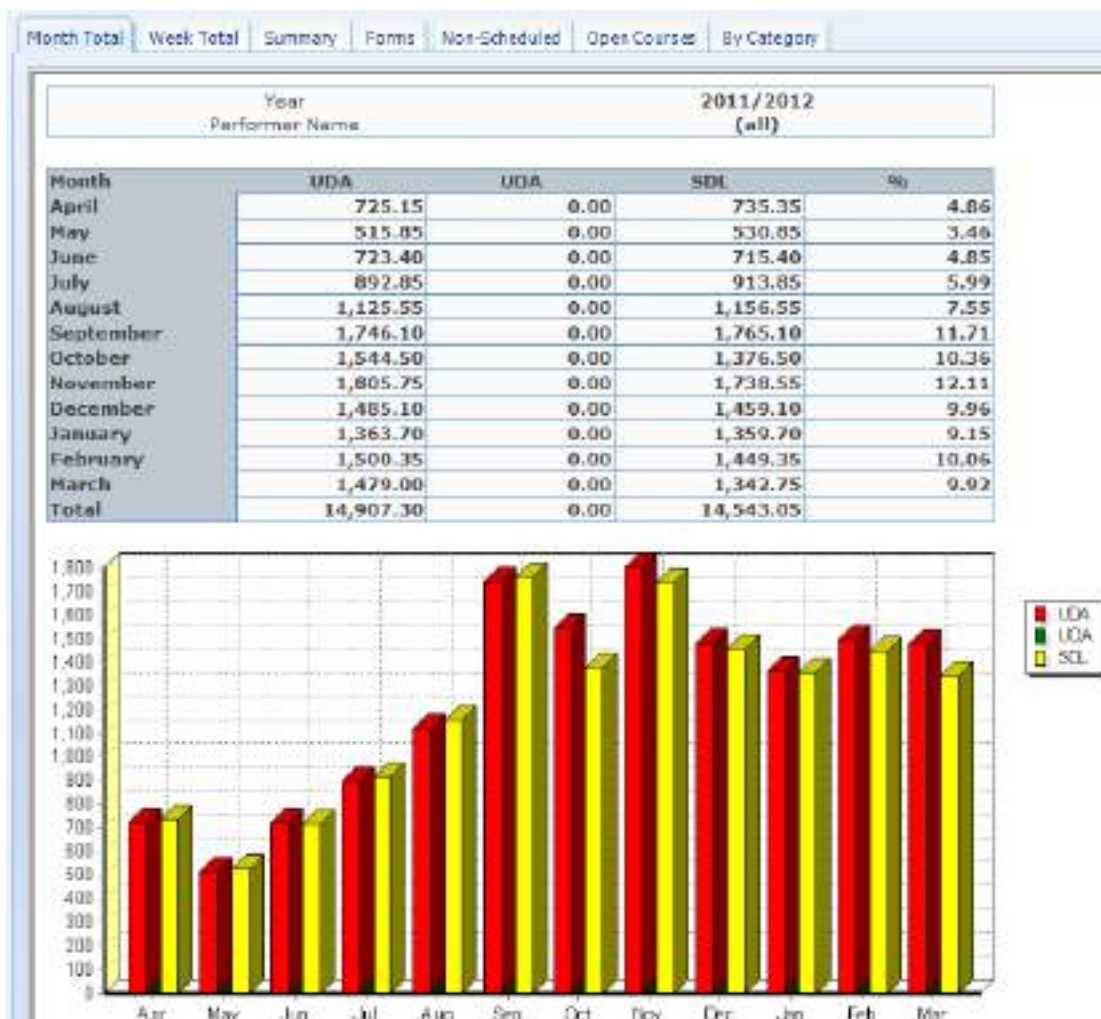 Month Total Week Total Summary Forms Non-Scheduled Open Courses By Category
Year 2011/2012
Performer Name (all)
Month UDA UOA SDL %
April 725.15 0.00 735.35 4.86
May 515.85 0.00 530.85 3.46
June 723.40 0.00 715.40 4.85
July 892.85 0.00 913.85 5.99
August 1,125.55 0.00 1,156.55 7.55
September 1,746.10 0.00 1,765.10 11.71
October 1,544.50 0.00 1,376.50 10.36
November 1,805.75 0.00 1,738.55 12.11
December 1,485.10 0.00 1,459.10 9.96
January 1,363.70 0.00 1,359.70 9.15
February 1,500.35 0.00 1,449.35 10.06
March 1,479.00 0.00 1,342.75 9.92
Total 14,907.30 0.00 14,543.05
1,800
1,700
1,600
1,500
1,400
1,300
1,200
1,100
1,000
900
800
700
600
500
400
300
200
100
0
Apr May Jun Jul Aug Sep Oct Nov Dec Jan Feb Mar
UDA
UOA
SDL